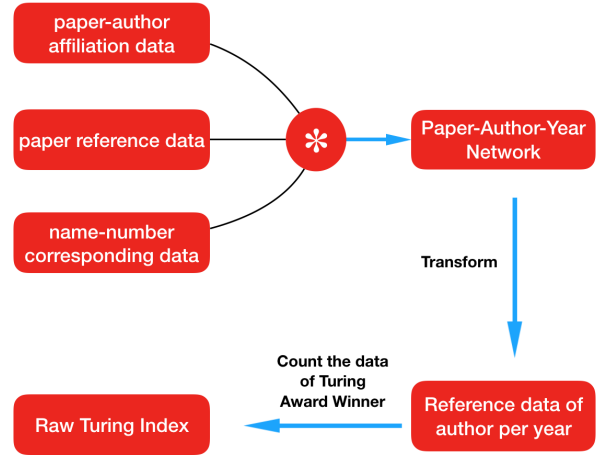 paper-author
affiliation data
paper reference data
name-number
corresponding data
*
Paper-Author-Year
Network
Transform
Reference data of
author per year
Count the data
of Turing
Award Winner
Raw Turing Index